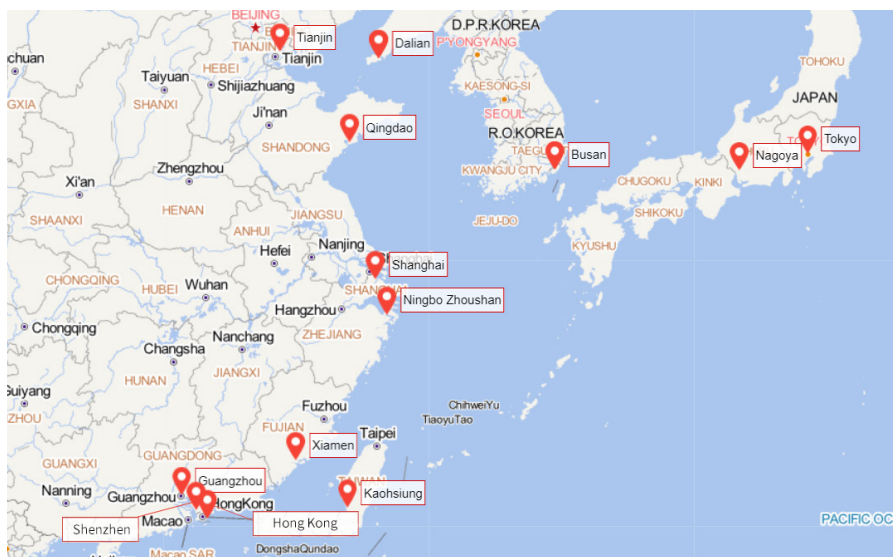 BEIJING
Tianjin
TIANJIN
Tianjin
Dalian
D.P.R.KOREA
P'YONGYANG
TOHOKU
chuan
Taiyuan
HEBEI
Shijiazhuang
KAESONG-SI
SEOUL
JAPAN
SHANXI
Ji'nan
Qingdao
R.O.KOREA
Tokyo
SHANDONG
Busan
Nagoya
KWANGJU CITY
CHUGOKU
KINKI
Zhengzhou
Xi'an
HENAN
SHAANXI
JIANGSU
JEJU-DO
SHIKOKU
ANHUI
Nanjing
KYUSHU
Hefei
Shanghai
CHONGQING
HUBEI
Wuhan
SHANGHAI
Ningbo Zhoushan
Hangzhou
Chongqing
ZHEJIANG
Nanchang
Changsha
HUNAN
JIANGXI
Guiyang
ZHOU
Fuzhou
ChihweiYu
TiaoyuTao
FUJIAN
Taipei
Xiamen
GUANGDONG
GUANGXI
Guangzhou
TAIWAN
Kaohsiung
Nanning
Guangzhou
HongKong
Shenzhen
Macao
Hong Kong
PACIFIC OC
Macao SAR
DongshaQundao